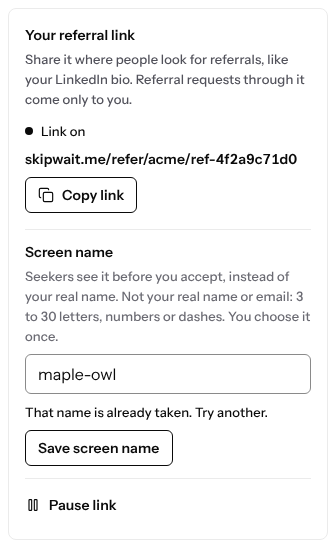 Your referral link
Share it where people look for referrals, like
your LinkedIn bio. Referral requests through it
come only to you.
Link on
skipwait.me/refer/acme/ref-4f2a9c71d0
Copy link
Screen name
Seekers see it before you accept, instead of
your real name. Not your real name or email: 3
to 30 letters, numbers or dashes. You choose it
once.
maple-owl
That name is already taken. Try another.
Save screen name
Pause link